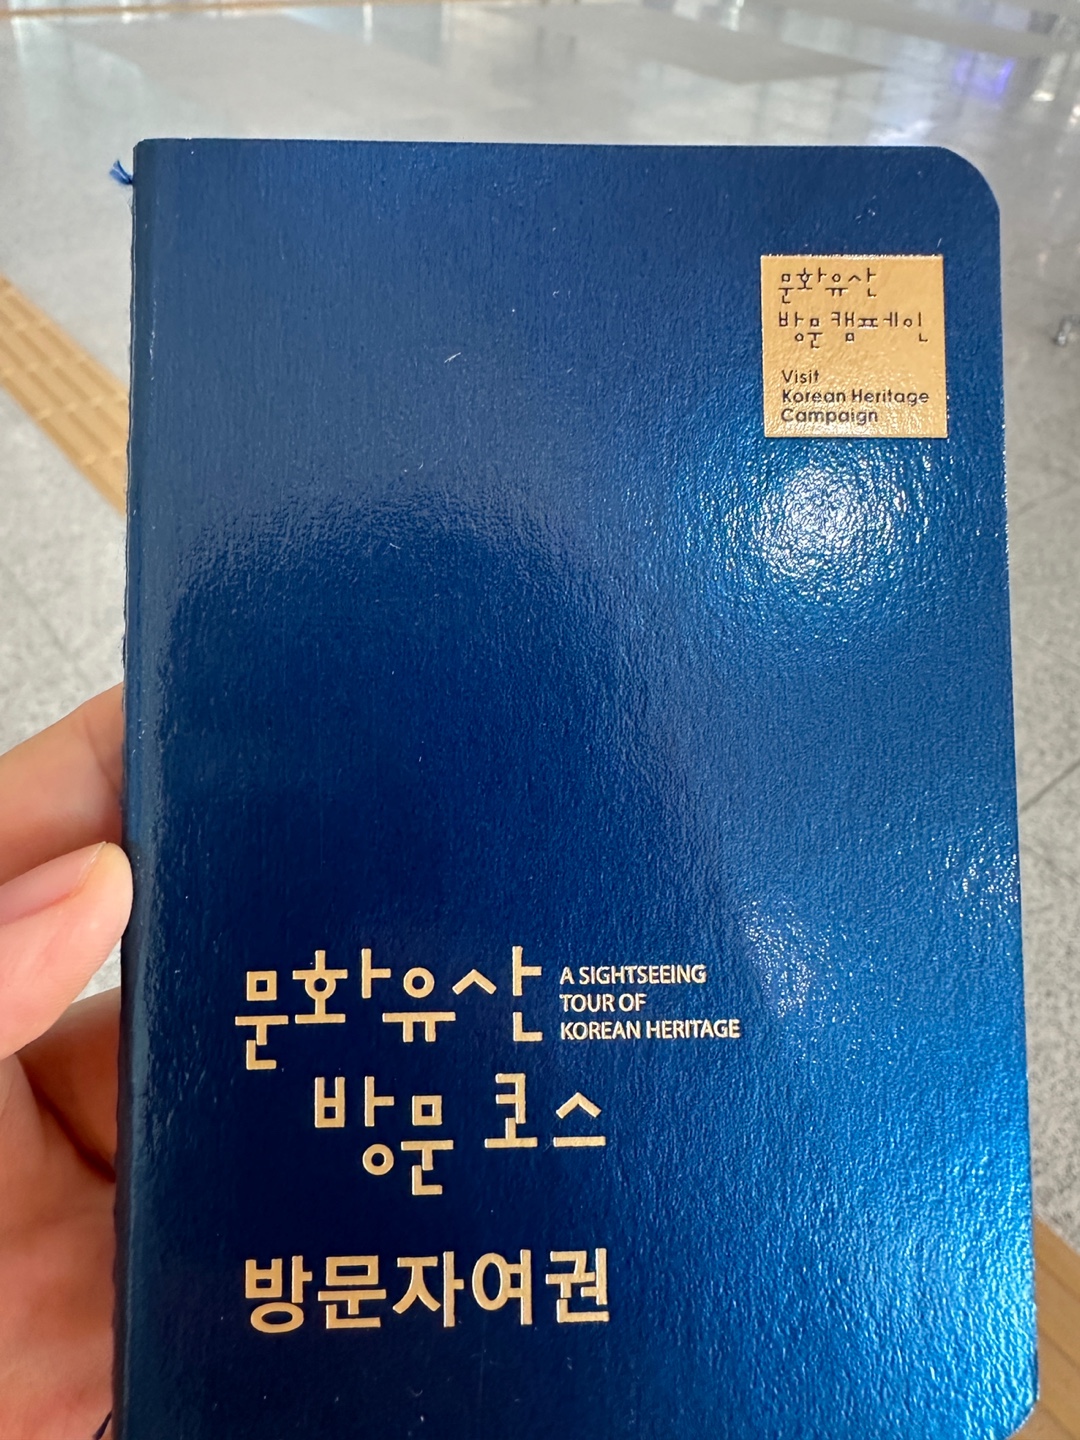 문화유산
방문 캠페인
Visit
Korean Heritage
Campaign
문화유산
A SIGHTSEEING
TOUR OF
KOREAN HERITAGE
방문 코스
방문자여권